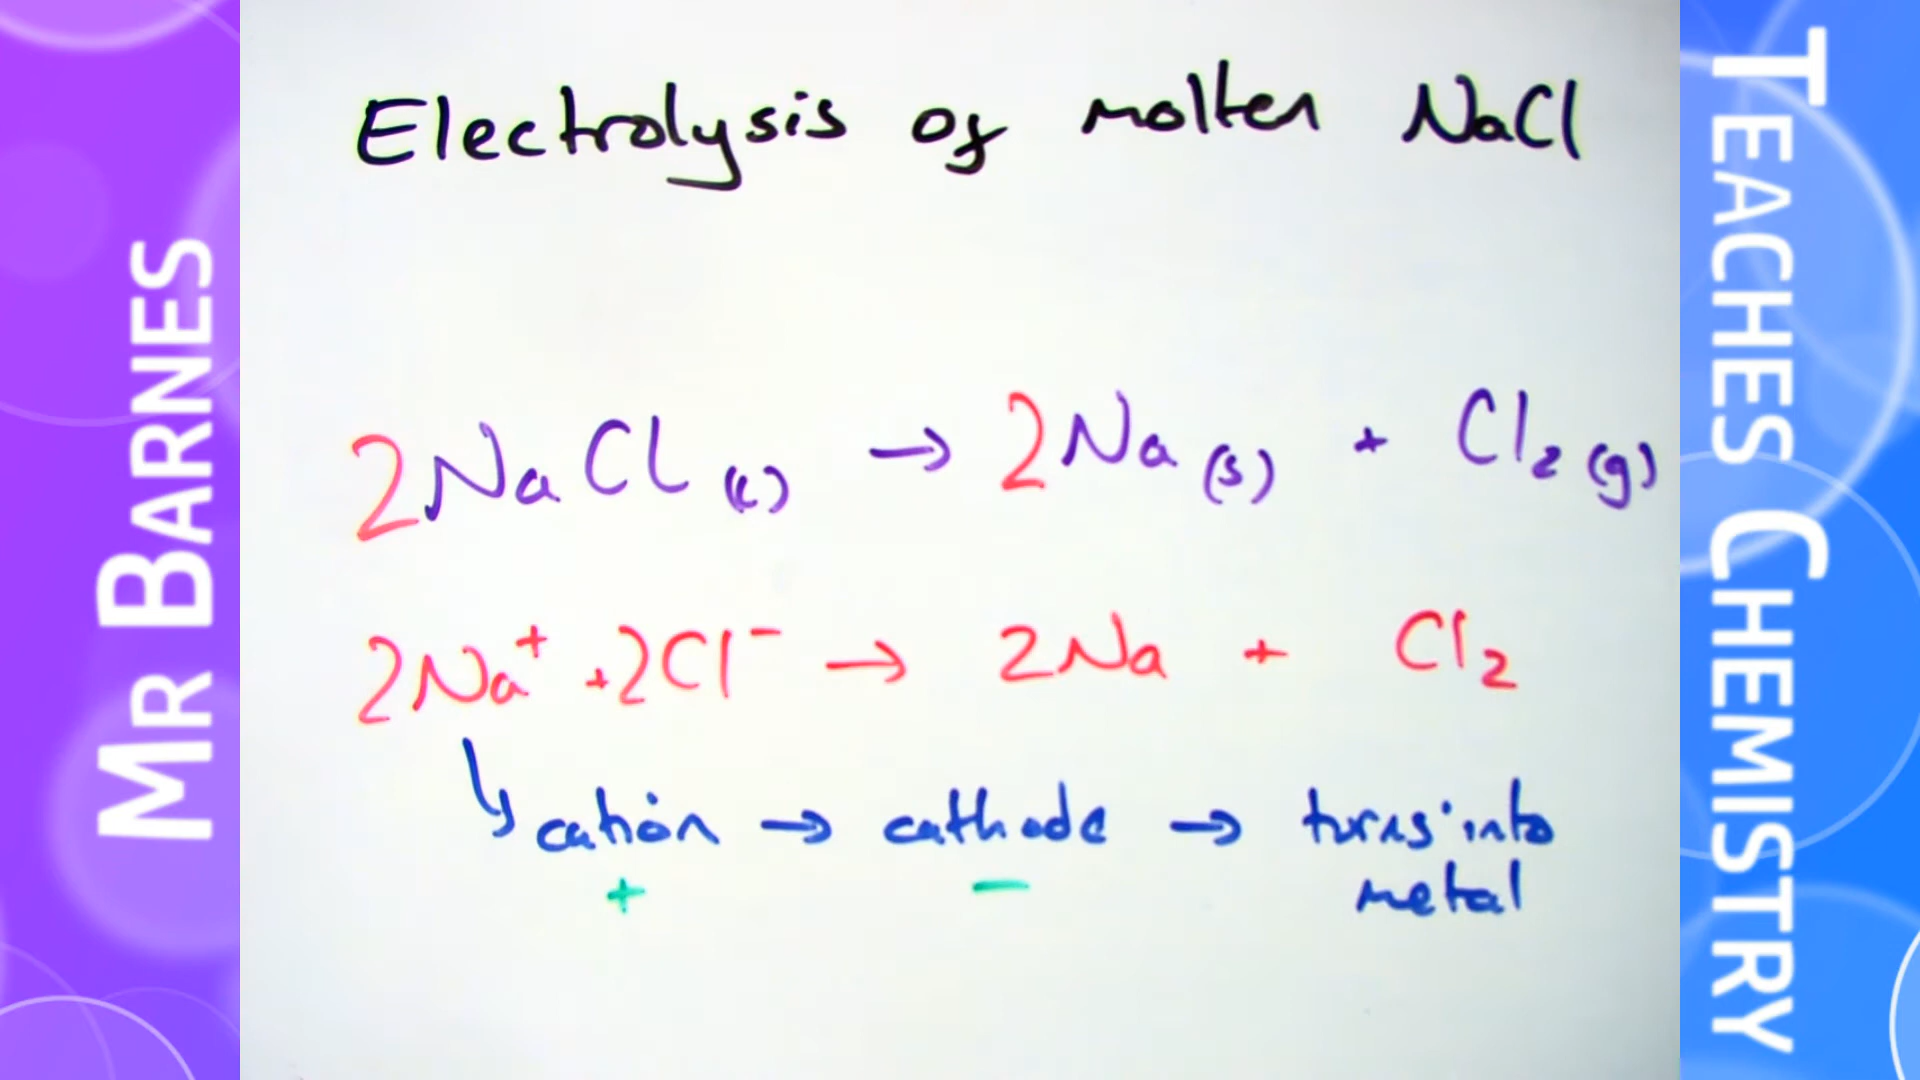 MR BARNES
Electrolysis of molten NaCl
2NaCl (l) → 2Na (s) + Cl₂ (g)
2Na⁺ + 2Cl⁻ → 2Na + Cl₂
↳ cation → cathode → turns into
+ −
metal
TEACHES CHEMISTRY